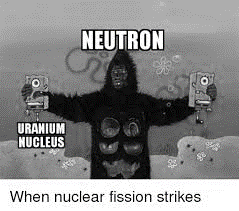 NEUTRON
URANIUM
NUCLEUS
When nuclear fission strikes